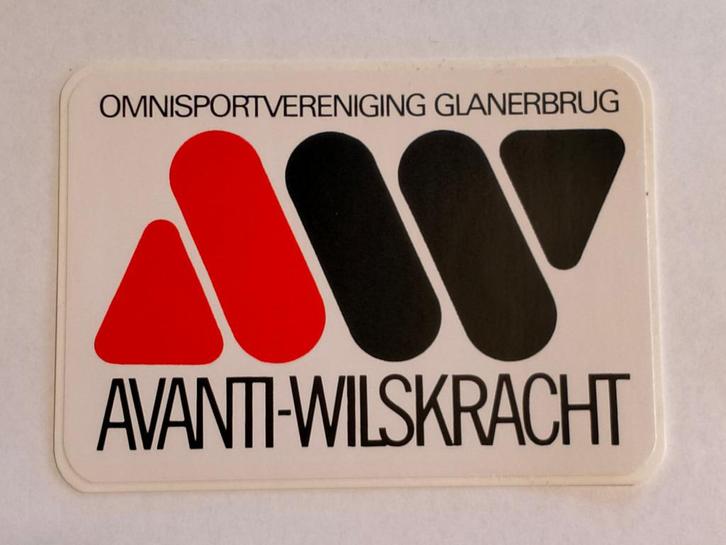 OMNISPORTVERENIGING GLANERBRUG
AVANTI-WILSKRACHT